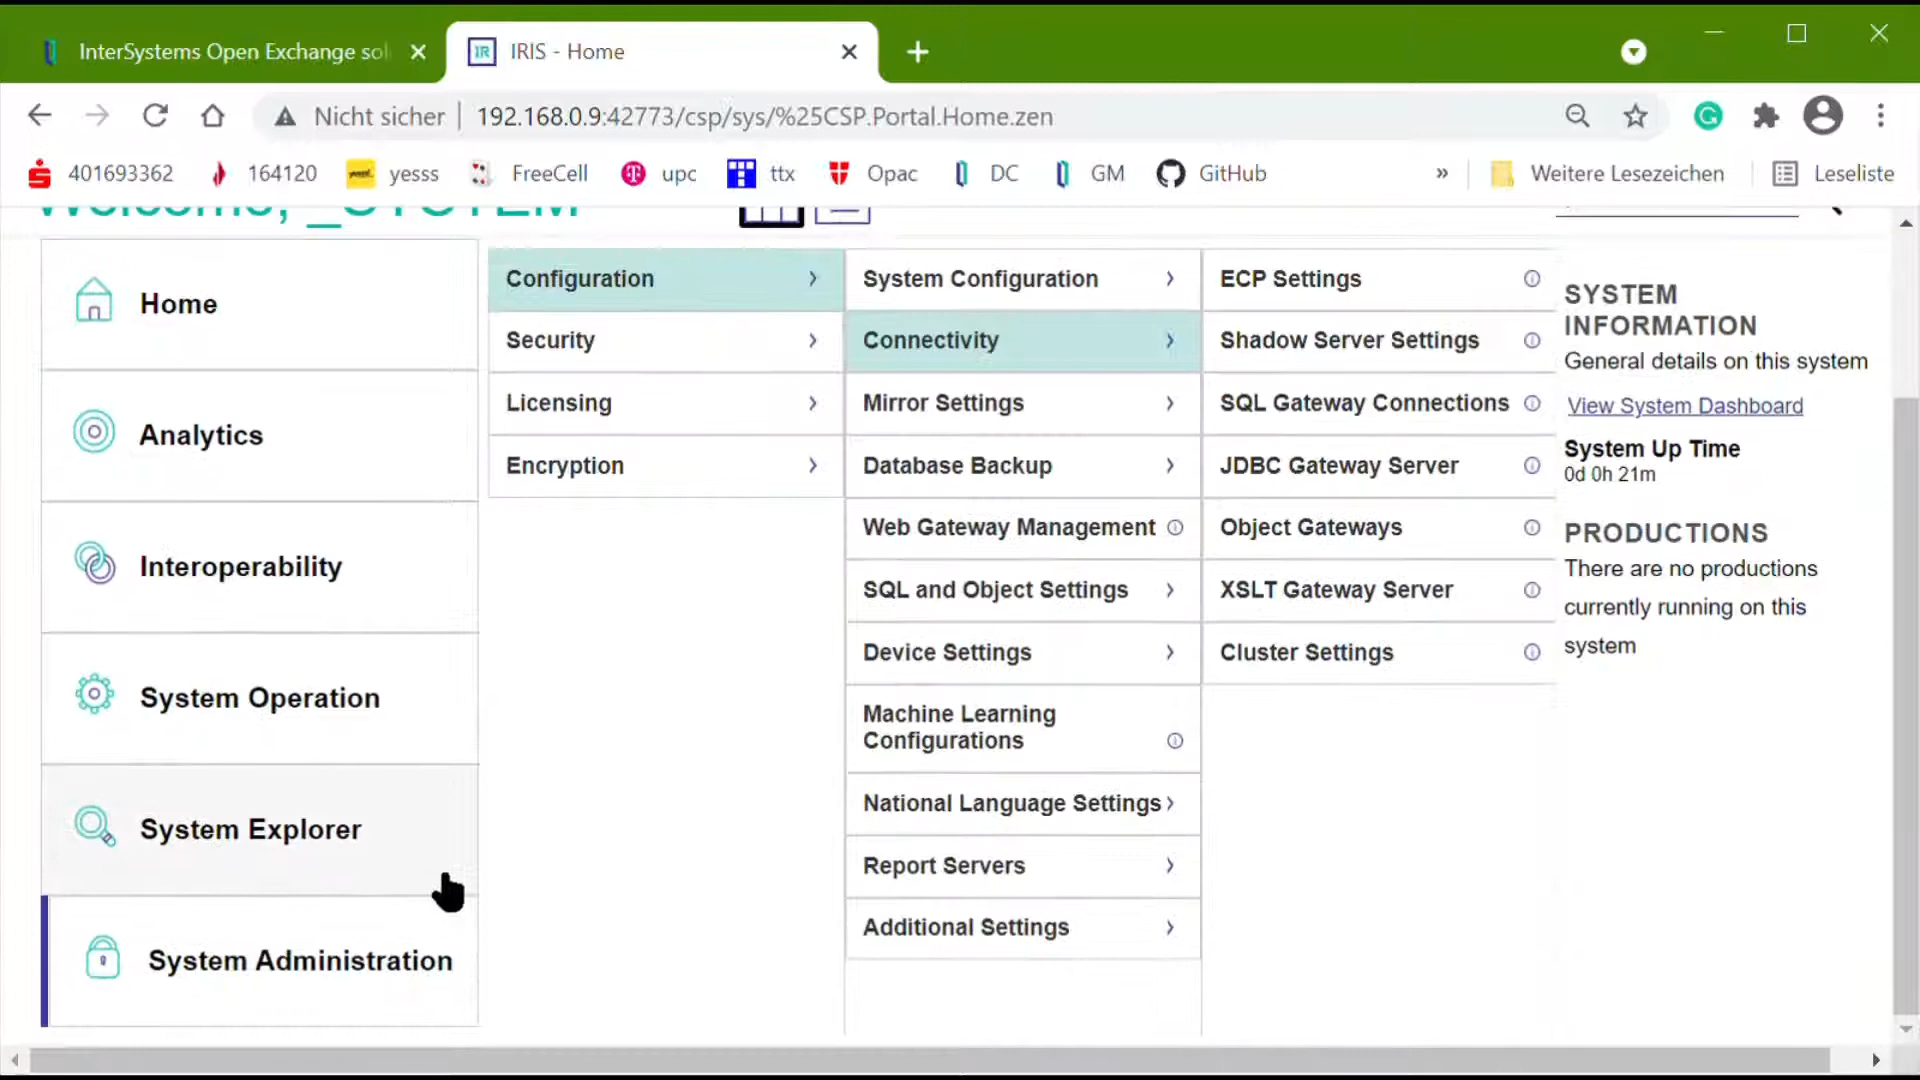 InterSystems Open Exchange sol
IRIS - Home
Nicht sicher
192.168.0.9:42773/csp/sys/%25CSP.Portal.Home.zen
401693362
164120
yesss
FreeCell
upc
ttx
Opac
DC
GM
GitHub
»
Weitere Lesezeichen
Leseliste
Welcome, _SYSTEM
Home
Analytics
Interoperability
System Operation
System Explorer
System Administration
Configuration
Security
Licensing
Encryption
System Configuration
Connectivity
Mirror Settings
Database Backup
Web Gateway Management
SQL and Object Settings
Device Settings
Machine Learning
Configurations
National Language Settings
Report Servers
Additional Settings
ECP Settings
Shadow Server Settings
SQL Gateway Connections
JDBC Gateway Server
Object Gateways
XSLT Gateway Server
Cluster Settings
SYSTEM
INFORMATION
General details on this system
View System Dashboard
System Up Time
0d 0h 21m
PRODUCTIONS
There are no productions
currently running on this
system